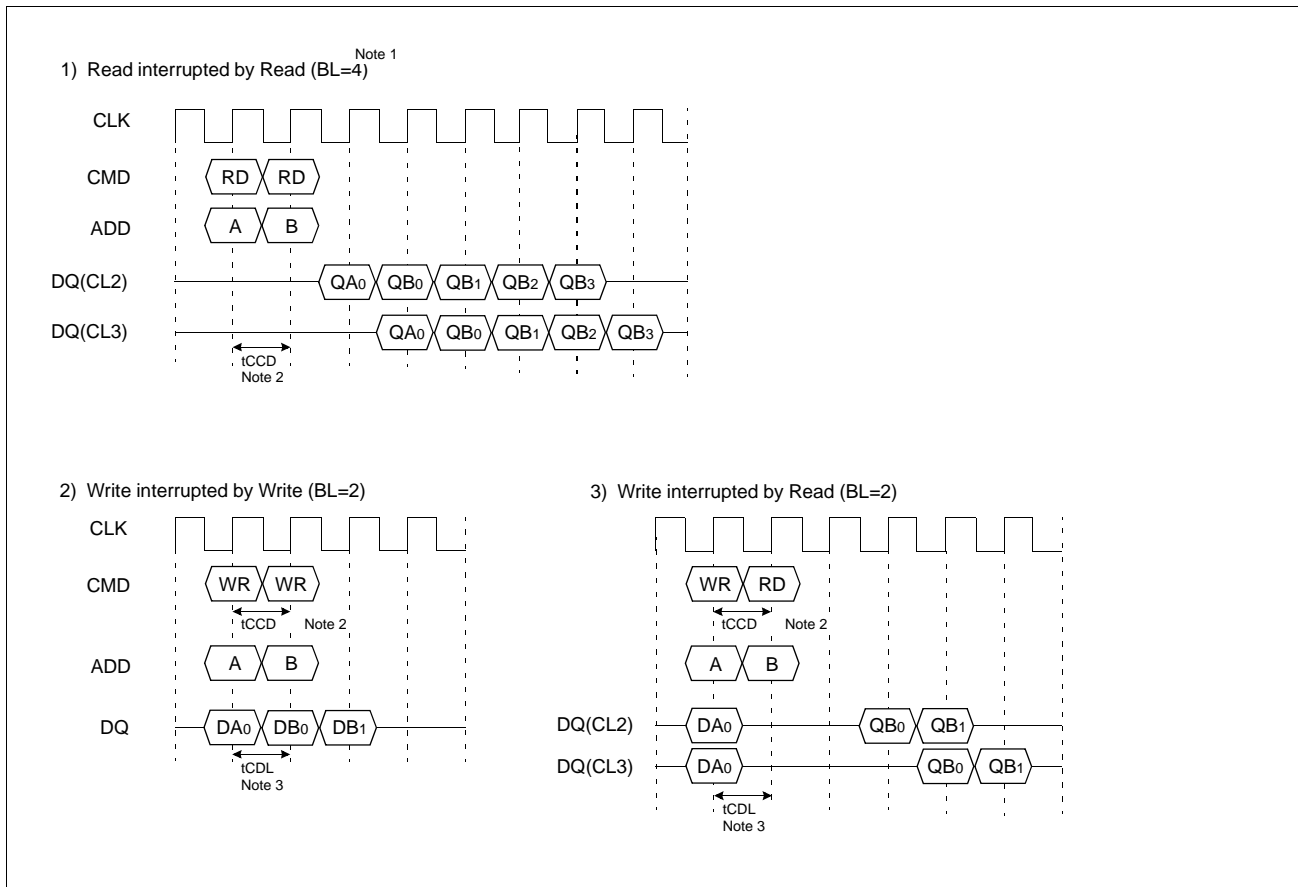 Note 1
1) Read interrupted by Read (BL=4)
CLK
CMD RD RD
ADD A B
DQ(CL2) QA0 QB0 QB1 QB2 QB3
DQ(CL3) QA0 QB0 QB1 QB2 QB3
tCCD
Note 2
2) Write interrupted by Write (BL=2)
CLK
CMD WR WR
tCCD Note 2
ADD A B
DQ DA0 DB0 DB1
tCDL
Note 3
3) Write interrupted by Read (BL=2)
WR RD
tCCD Note 2
A B
DQ(CL2) DA0 QB0 QB1
DQ(CL3) DA0 QB0 QB1
tCDL
Note 3